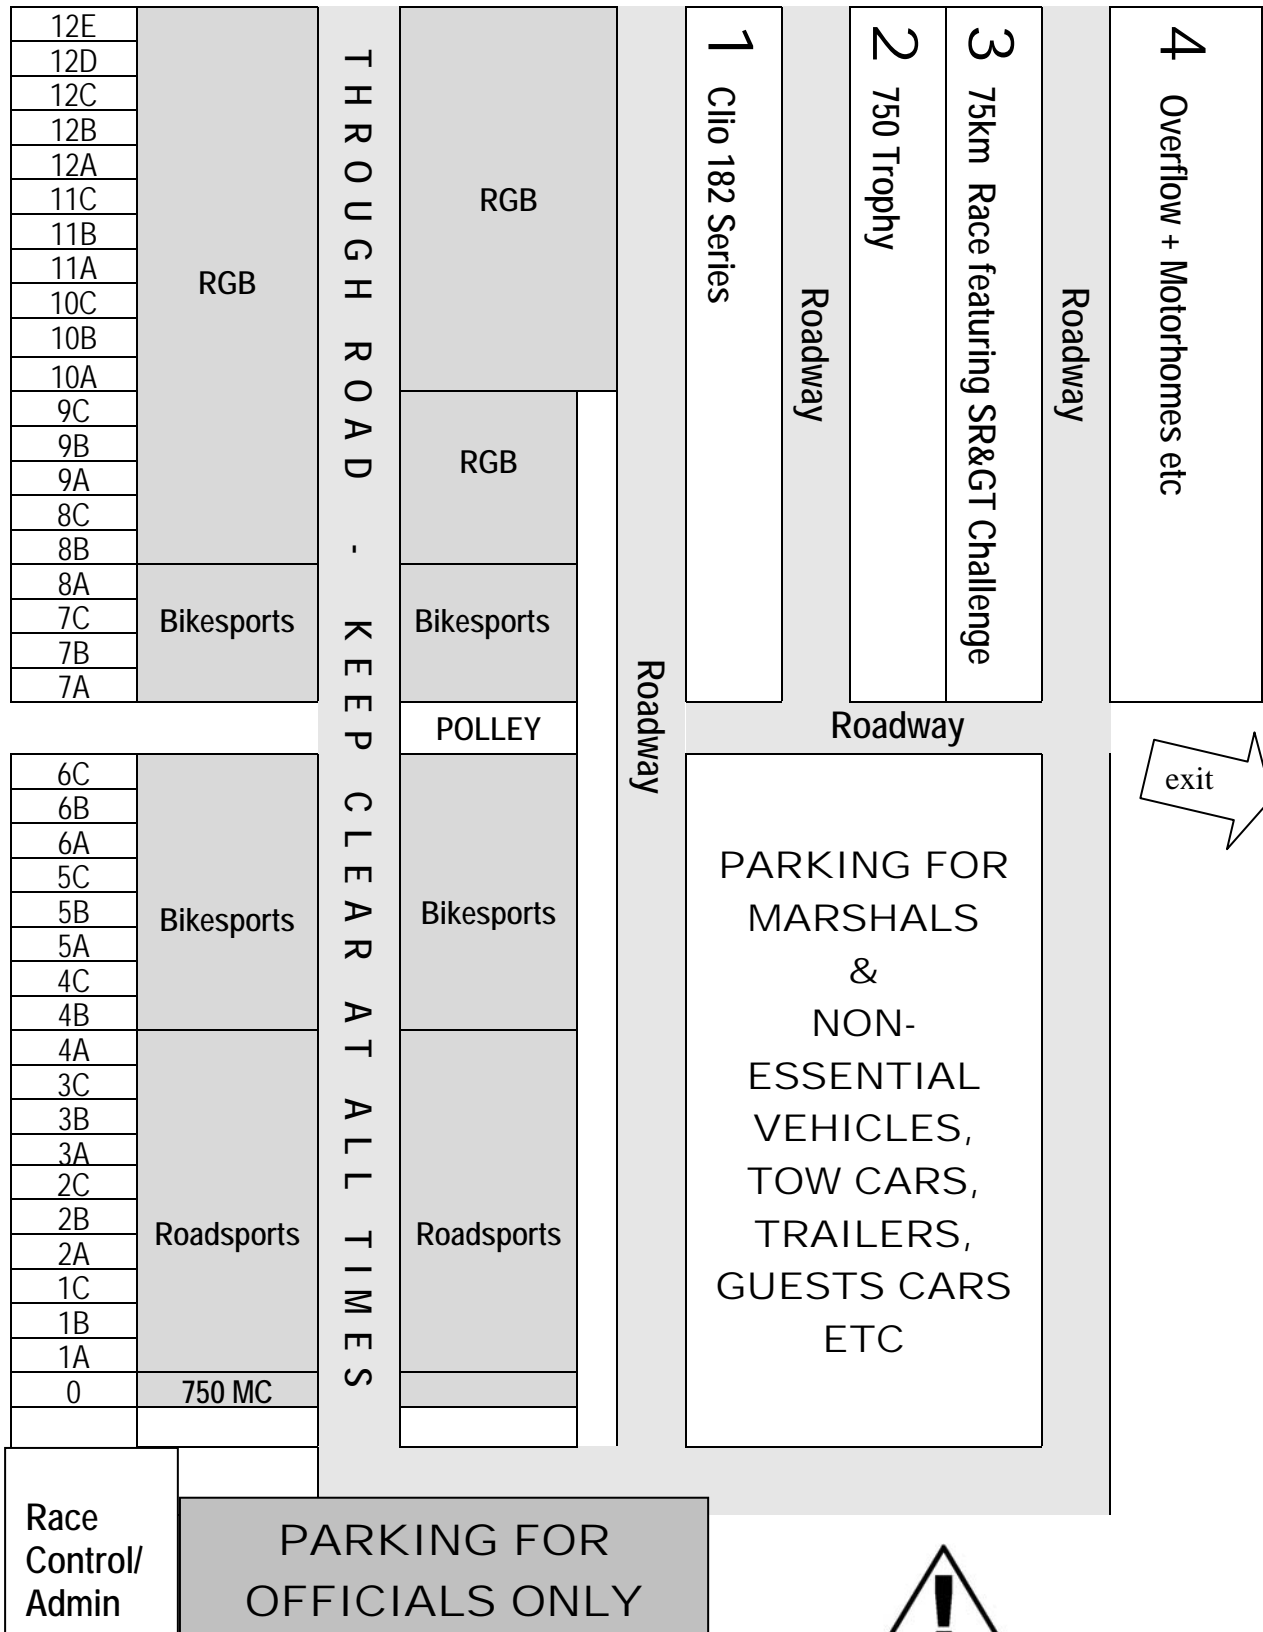 12E
12D
12C
12B
12A
11C
11B
11A
10C
10B
10A
9C
9B
9A
8C
8B
8A
7C
7B
7A
RGB
Bikesports
6C
6B
6A
5C
5B
5A
4C
4B
4A
3C
3B
3A
2C
2B
2A
1C
1B
1A
0
Bikesports
Roadsports
750 MC
THROUGH ROAD - KEEP CLEAR AT ALL TIMES
RGB
RGB
Bikesports
POLLEY
Bikesports
Roadsports
Roadway
1 Clio 182 Series
Roadway
2 750 Trophy
3 75km Race featuring SR&GT Challenge
Roadway
4 Overflow + Motorhomes etc
Roadway
exit
PARKING FOR
MARSHALS
&
NON-
ESSENTIAL
VEHICLES,
TOW CARS,
TRAILERS,
GUESTS CARS
ETC
Race
Control/
Admin
PARKING FOR
OFFICIALS ONLY